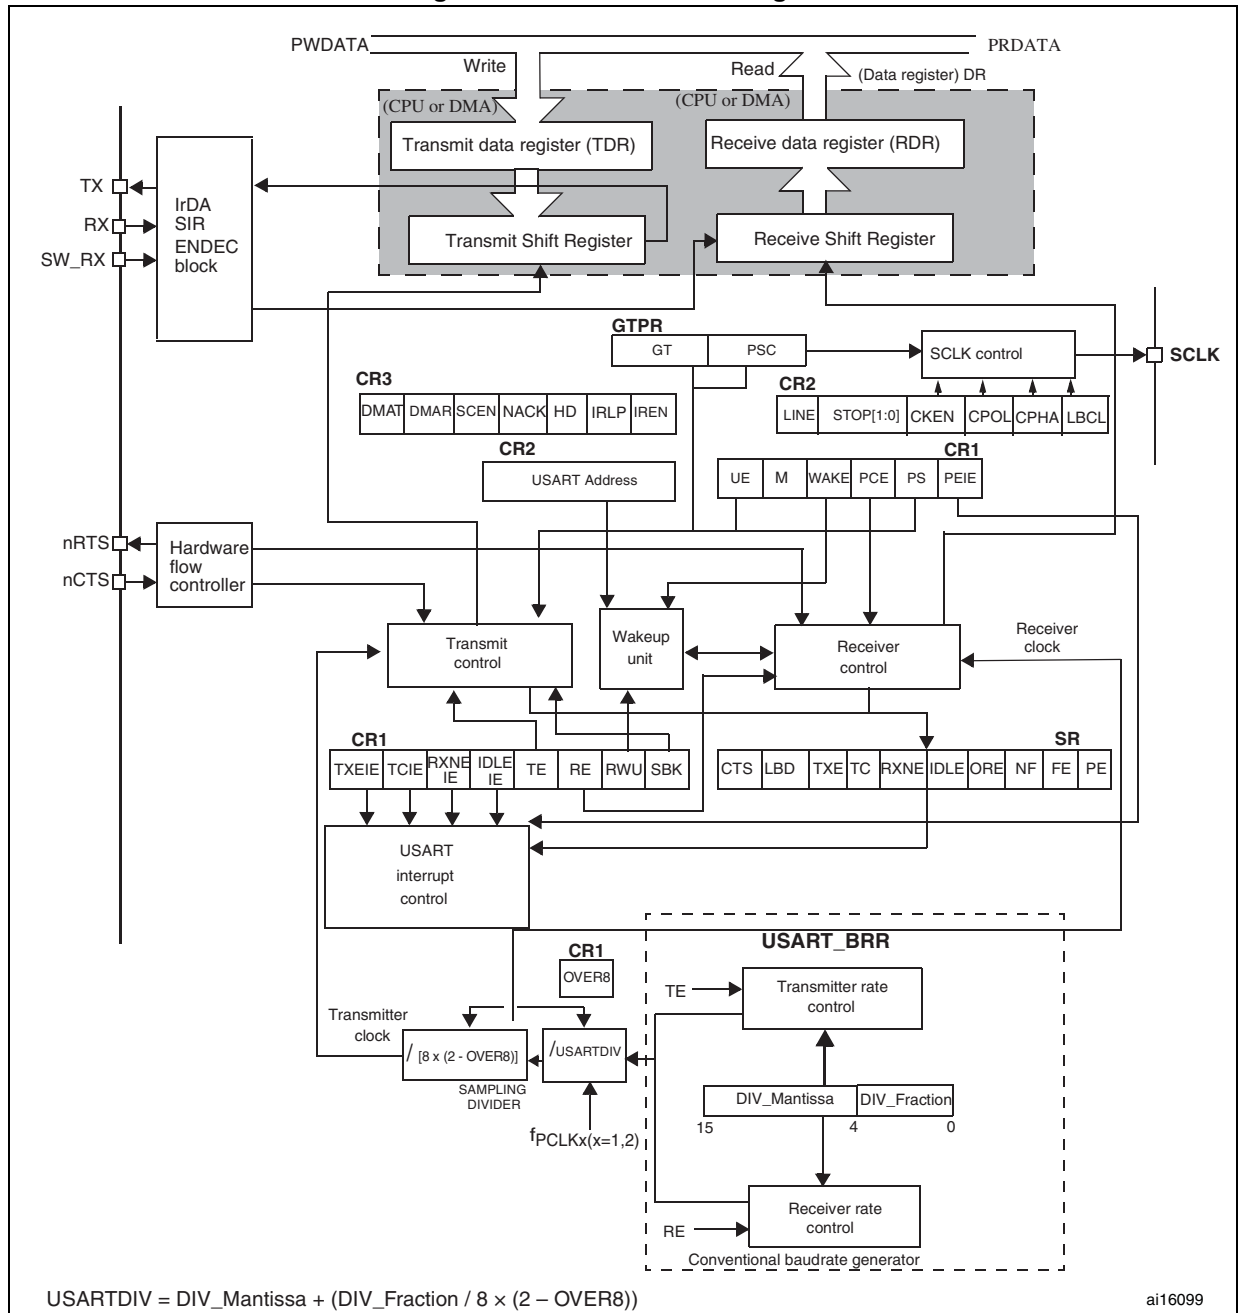 PWDATA
PRDATA
Write
Read
(Data register) DR
(CPU or DMA)
(CPU or DMA)
Transmit data register (TDR)
Receive data register (RDR)
TX
RX
SW_RX
IrDA
SIR
ENDEC
block
Transmit Shift Register
Receive Shift Register
GTPR
GT
PSC
SCLK control
SCLK
CR3
DMAT
DMAR
SCEN
NACK
HD
IRLP
IREN
CR2
LINE
STOP[1:0]
CKEN
CPOL
CPHA
LBCL
CR2
USART Address
CR1
UE
M
WAKE
PCE
PS
PEIE
nRTS
nCTS
Hardware
flow
controller
Transmit
control
Wakeup
unit
Receiver
control
Receiver
clock
CR1
TXEIE
TCIE
RXNE
IE
IDLE
IE
TE
RE
RWU
SBK
SR
CTS
LBD
TXE
TC
RXNE
IDLE
ORE
NF
FE
PE
USART
interrupt
control
USART_BRR
CR1
OVER8
TE
Transmitter rate
control
Transmitter
clock
/ [8 x (2 - OVER8)]
/USARTDIV
SAMPLING
DIVIDER
fPCLKx(x=1,2)
DIV_Mantissa
DIV_Fraction
15
4
0
RE
Receiver rate
control
Conventional baudrate generator
USARTDIV = DIV_Mantissa + (DIV_Fraction / 8 × (2 – OVER8))
ai16099